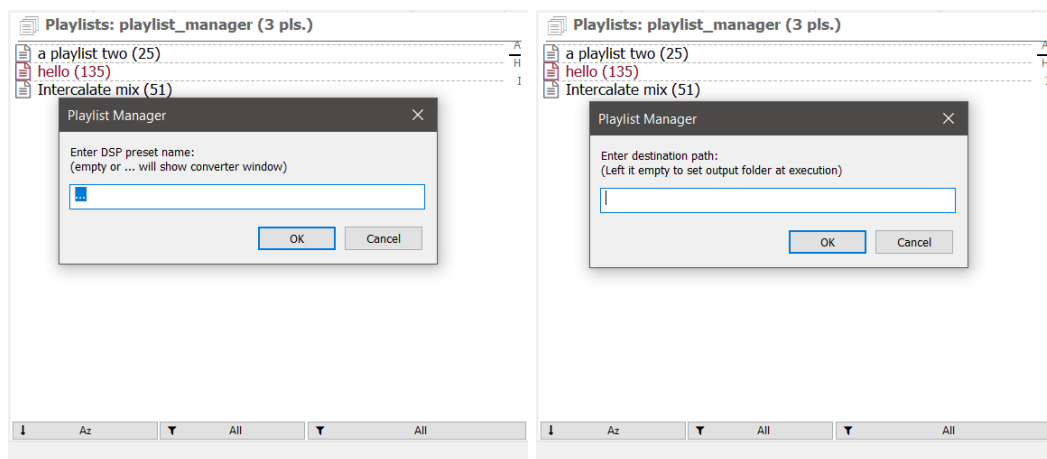 Playlists: playlist_manager (3 pls.)
a playlist two (25)
A
H
hello (135)
Intercalate mix (51)
I
Playlist Manager
Enter DSP preset name:
(empty or ... will show converter window)
...
OK Cancel
Az All All
Playlists: playlist_manager (3 pls.)
a playlist two (25)
A
H
hello (135)
Intercalate mix (51)
Playlist Manager
Enter destination path:
(Left it empty to set output folder at execution)
OK Cancel
Az All All